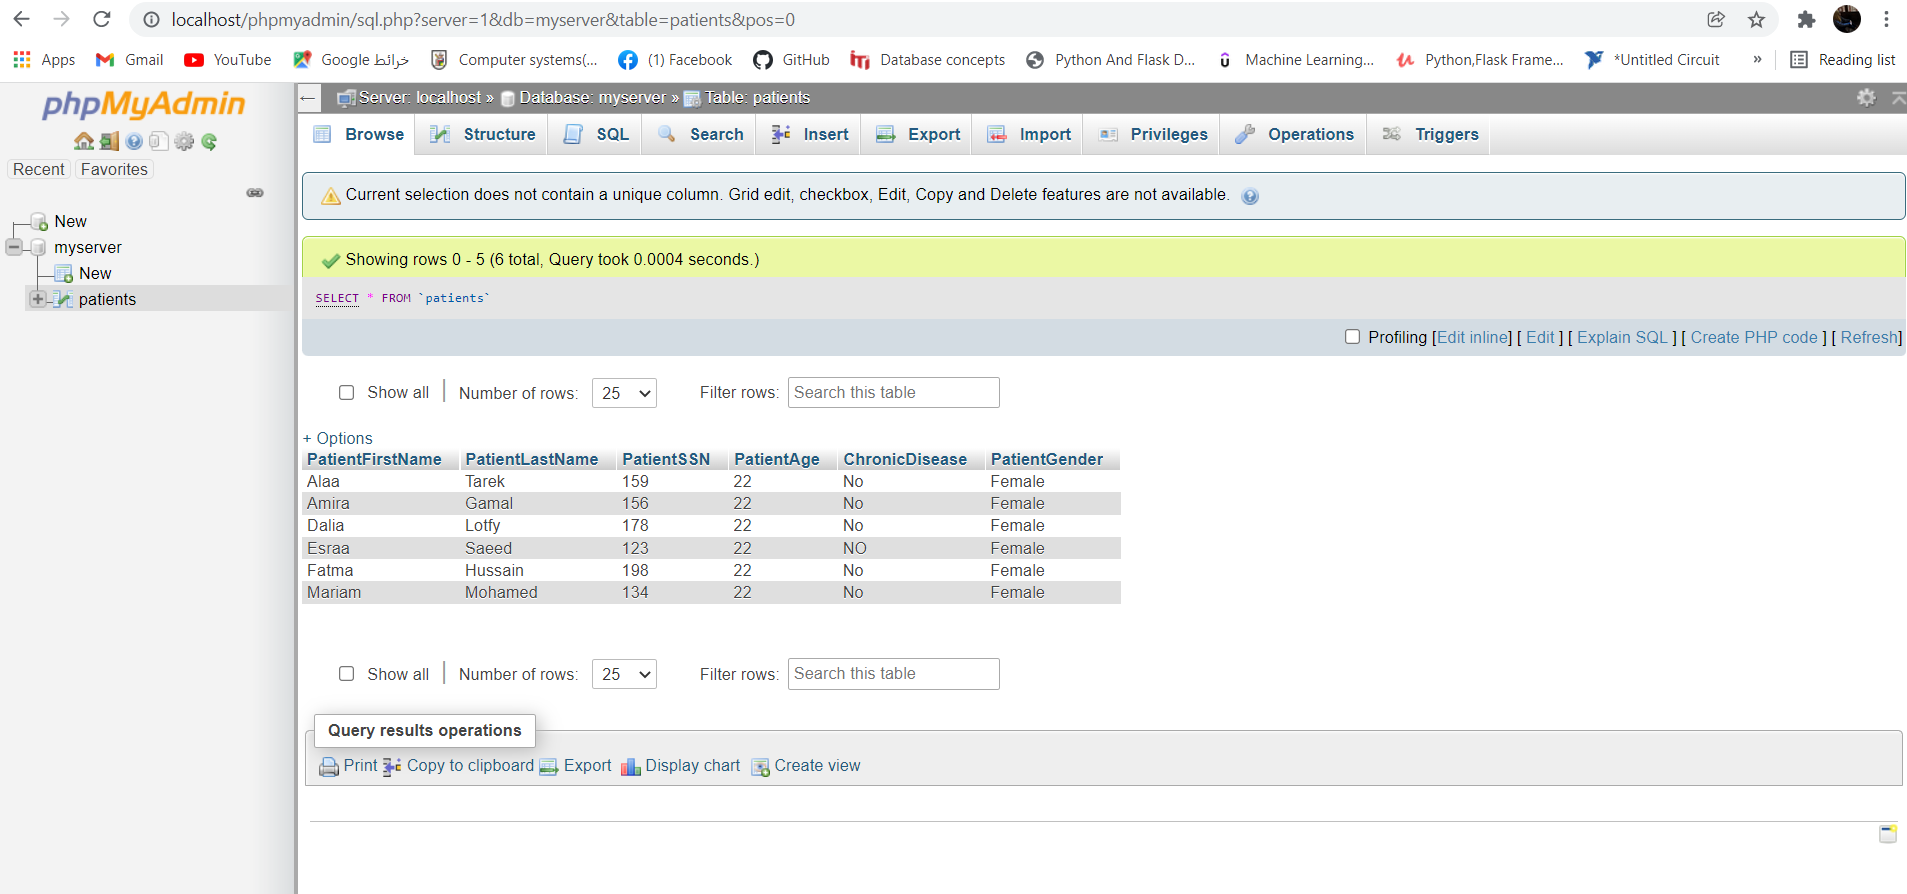 localhost/phpmyadmin/sql.php?server=1&db=myserver&table=patients&pos=0
Apps Gmail YouTube Google خرائط Computer systems(... (1) Facebook GitHub Database concepts Python And Flask D... Machine Learning... Python,Flask Frame... *Untitled Circuit » Reading list
phpMyAdmin
Recent Favorites
New
myserver
New
patients
← Server: localhost » Database: myserver » Table: patients
Browse Structure SQL Search Insert Export Import Privileges Operations Triggers
Current selection does not contain a unique column. Grid edit, checkbox, Edit, Copy and Delete features are not available.
Showing rows 0 - 5 (6 total, Query took 0.0004 seconds.)
SELECT * FROM `patients`
Profiling [Edit inline] [ Edit ] [ Explain SQL ] [ Create PHP code ] [ Refresh]
Show all | Number of rows: 25 Filter rows: Search this table
+ Options
PatientFirstName PatientLastName PatientSSN PatientAge ChronicDisease PatientGender
Alaa Tarek 159 22 No Female
Amira Gamal 156 22 No Female
Dalia Lotfy 178 22 No Female
Esraa Saeed 123 22 NO Female
Fatma Hussain 198 22 No Female
Mariam Mohamed 134 22 No Female
Show all | Number of rows: 25 Filter rows: Search this table
Query results operations
Print Copy to clipboard Export Display chart Create view